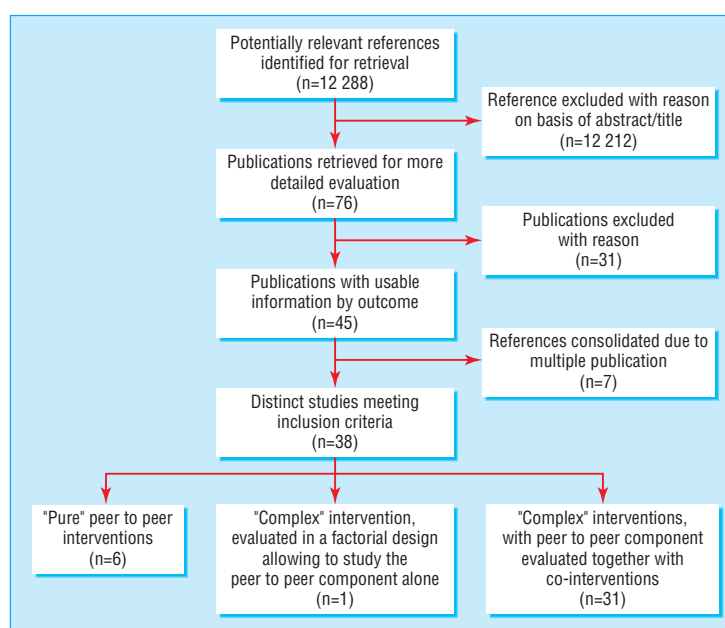 Potentially relevant references
identified for retrieval
(n=12 288)
Reference excluded with reason
on basis of abstract/title
(n=12 212)
Publications retrieved for more
detailed evaluation
(n=76)
Publications excluded
with reason
(n=31)
Publications with usable
information by outcome
(n=45)
References consolidated due to
multiple publication
(n=7)
Distinct studies meeting
inclusion criteria
(n=38)
"Pure" peer to peer
interventions
(n=6)
"Complex" intervention,
evaluated in a factorial design
allowing to study the
peer to peer component alone
(n=1)
"Complex" interventions,
with peer to peer component
evaluated together with
co-interventions
(n=31)